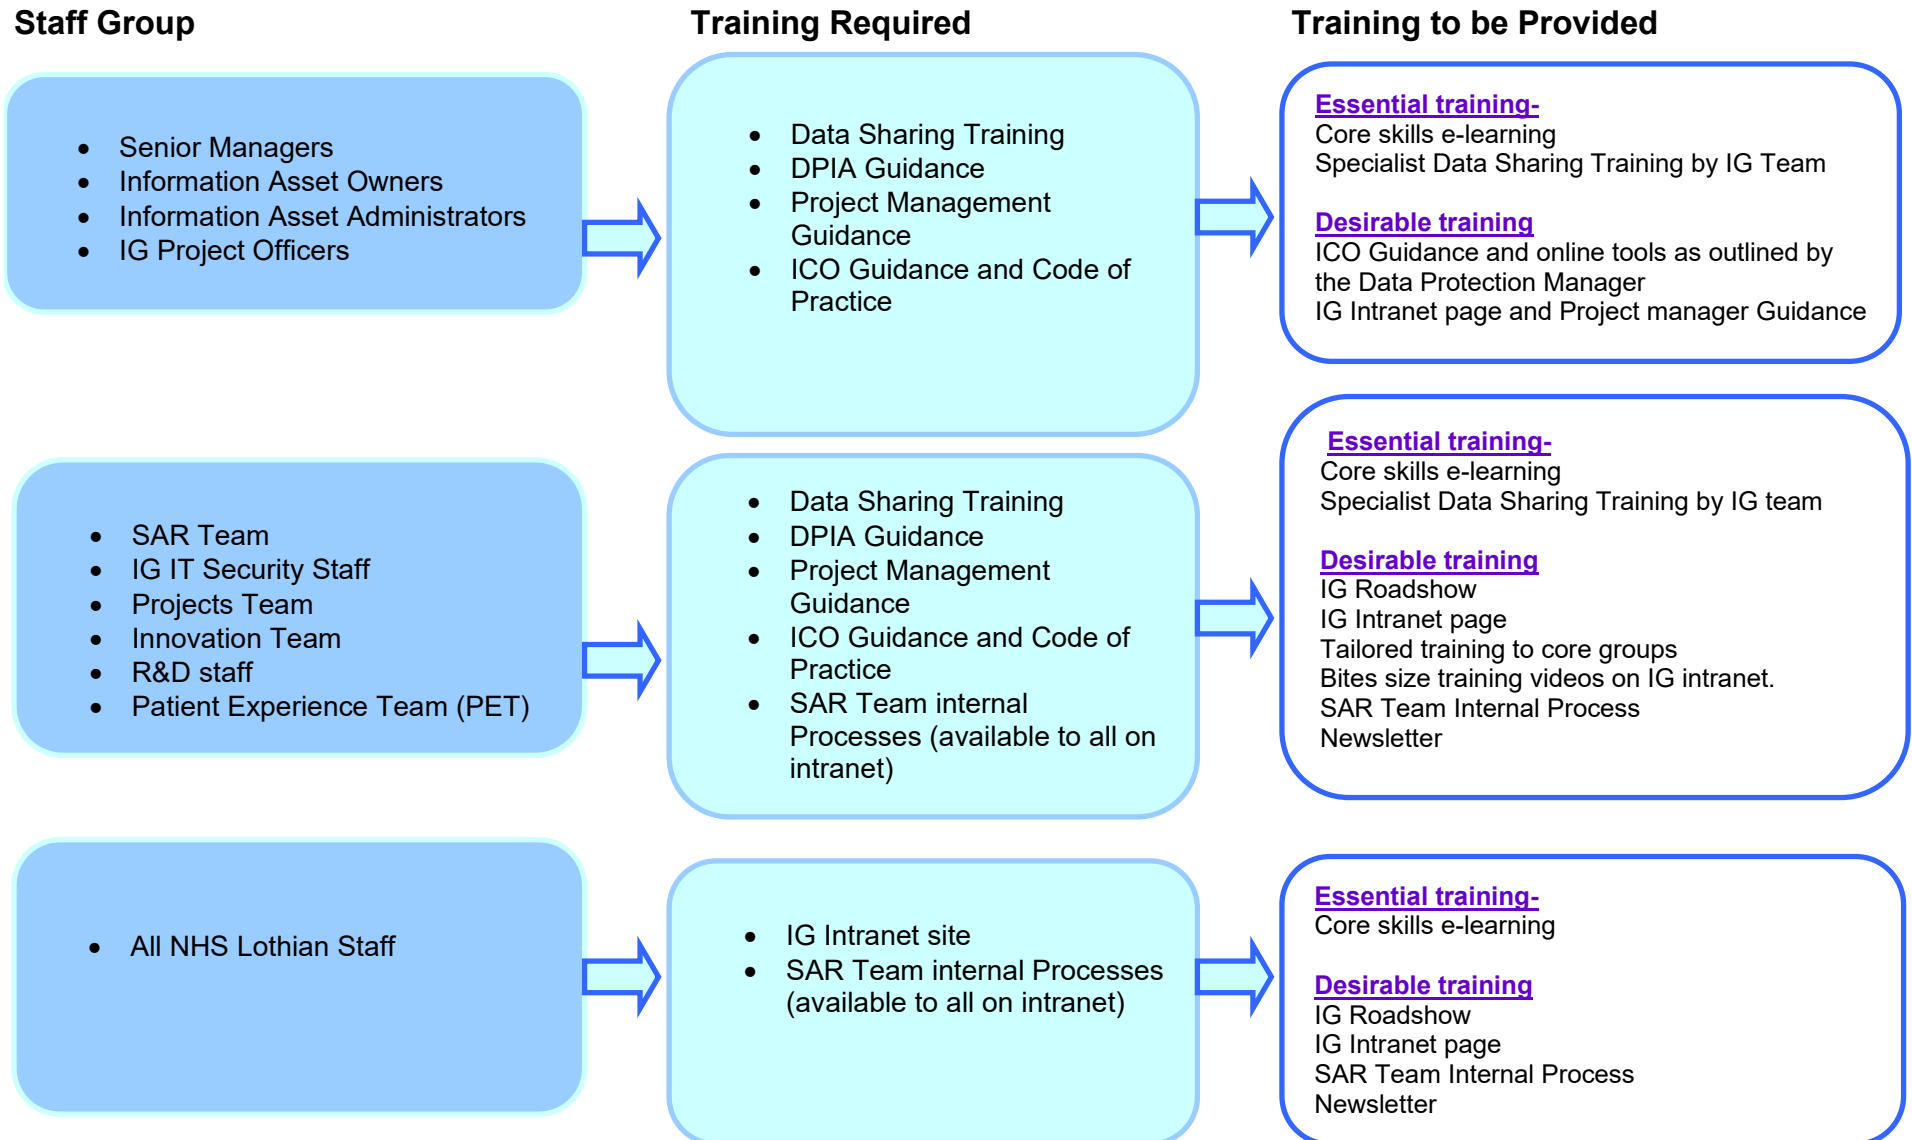 Staff Group
Training Required
Training to be Provided
• Senior Managers
• Information Asset Owners
• Information Asset Administrators
• IG Project Officers
• Data Sharing Training
• DPIA Guidance
• Project Management
Guidance
• ICO Guidance and Code of
Practice
Essential training-
Core skills e-learning
Specialist Data Sharing Training by IG Team
Desirable training
ICO Guidance and online tools as outlined by
the Data Protection Manager
IG Intranet page and Project manager Guidance
• SAR Team
• IG IT Security Staff
• Projects Team
• Innovation Team
• R&D staff
• Patient Experience Team (PET)
• Data Sharing Training
• DPIA Guidance
• Project Management
Guidance
• ICO Guidance and Code of
Practice
• SAR Team internal
Processes (available to all on
intranet)
Essential training-
Core skills e-learning
Specialist Data Sharing Training by IG team
Desirable training
IG Roadshow
IG Intranet page
Tailored training to core groups
Bites size training videos on IG intranet.
SAR Team Internal Process
Newsletter
• All NHS Lothian Staff
• IG Intranet site
• SAR Team internal Processes
(available to all on intranet)
Essential training-
Core skills e-learning
Desirable training
IG Roadshow
IG Intranet page
SAR Team Internal Process
Newsletter